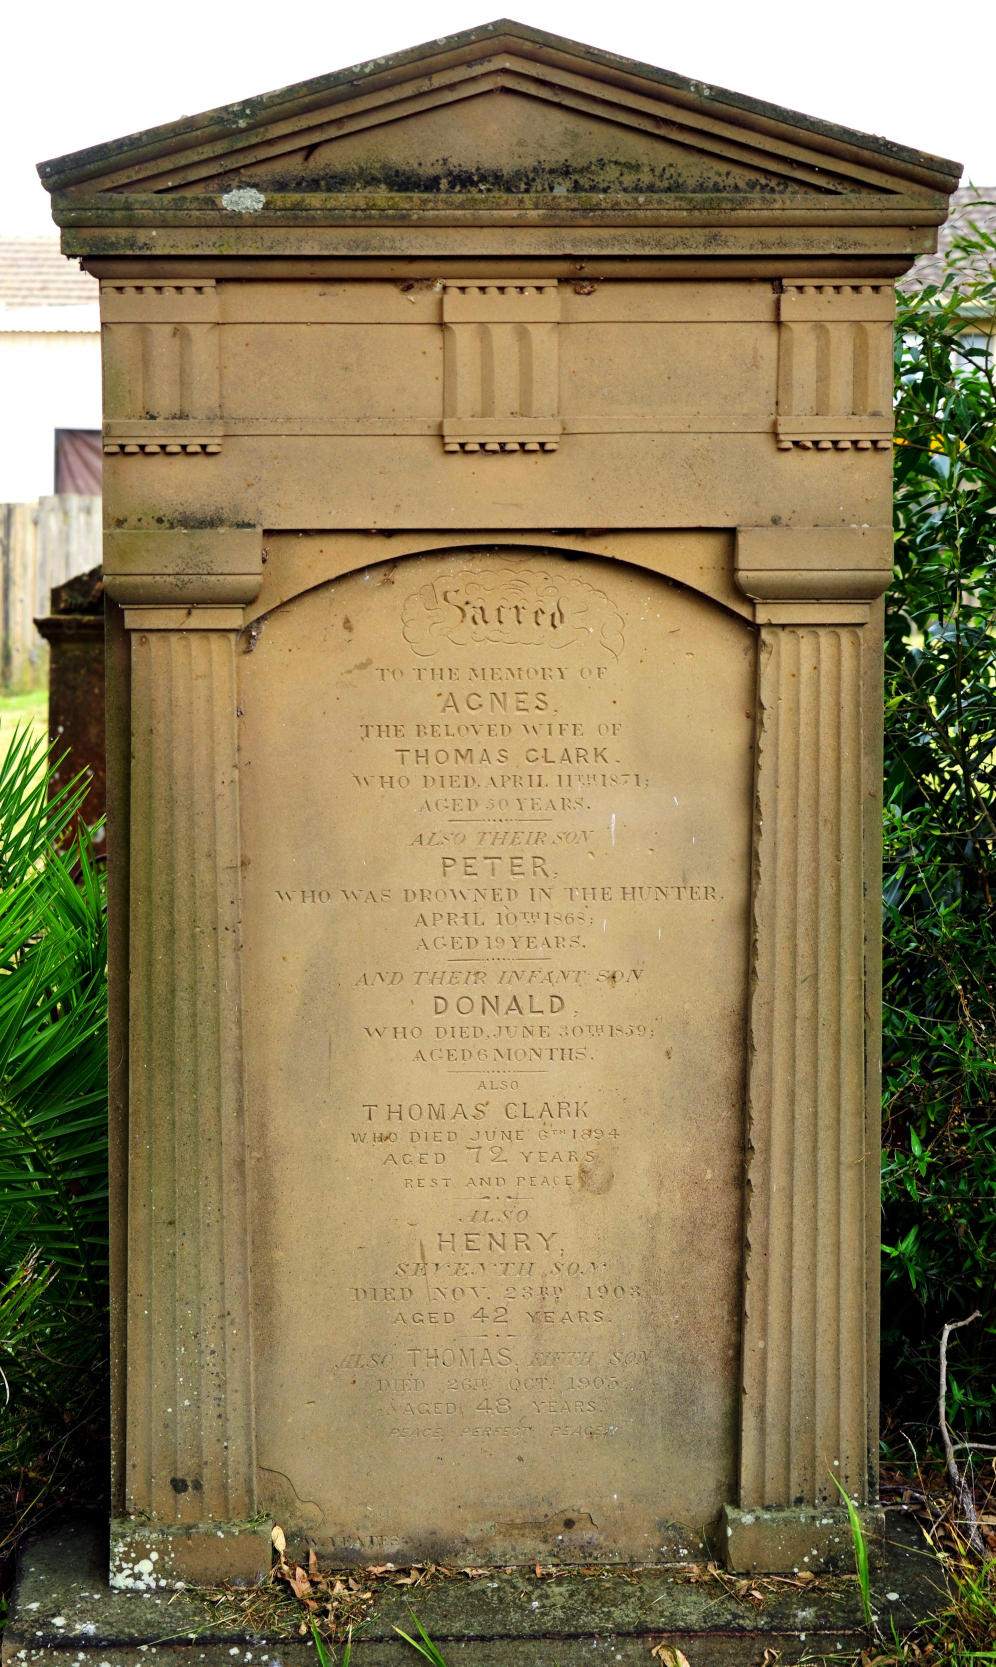 Sacred
TO THE MEMORY OF
AGNES,
THE BELOVED WIFE OF
THOMAS CLARK.
WHO DIED, APRIL 11TH 1871;
AGED 50 YEARS.
ALSO THEIR SON
PETER,
WHO WAS DROWNED IN THE HUNTER,
APRIL 10TH 1868;
AGED 19 YEARS.
AND THEIR INFANT SON
DONALD,
WHO DIED, JUNE 30TH 1859;
AGED 6 MONTHS.
ALSO
THOMAS CLARK
WHO DIED JUNE 6TH 1894
AGED 72 YEARS
REST AND PEACE
ALSO
HENRY,
SEVENTH SON
DIED NOV. 23RD 1903
AGED 42 YEARS.
ALSO THOMAS, FIFTH SON
DIED 26TH OCT. 1905
AGED 48 YEARS.
PEACE, PERFECT PEACE
W. YEATES